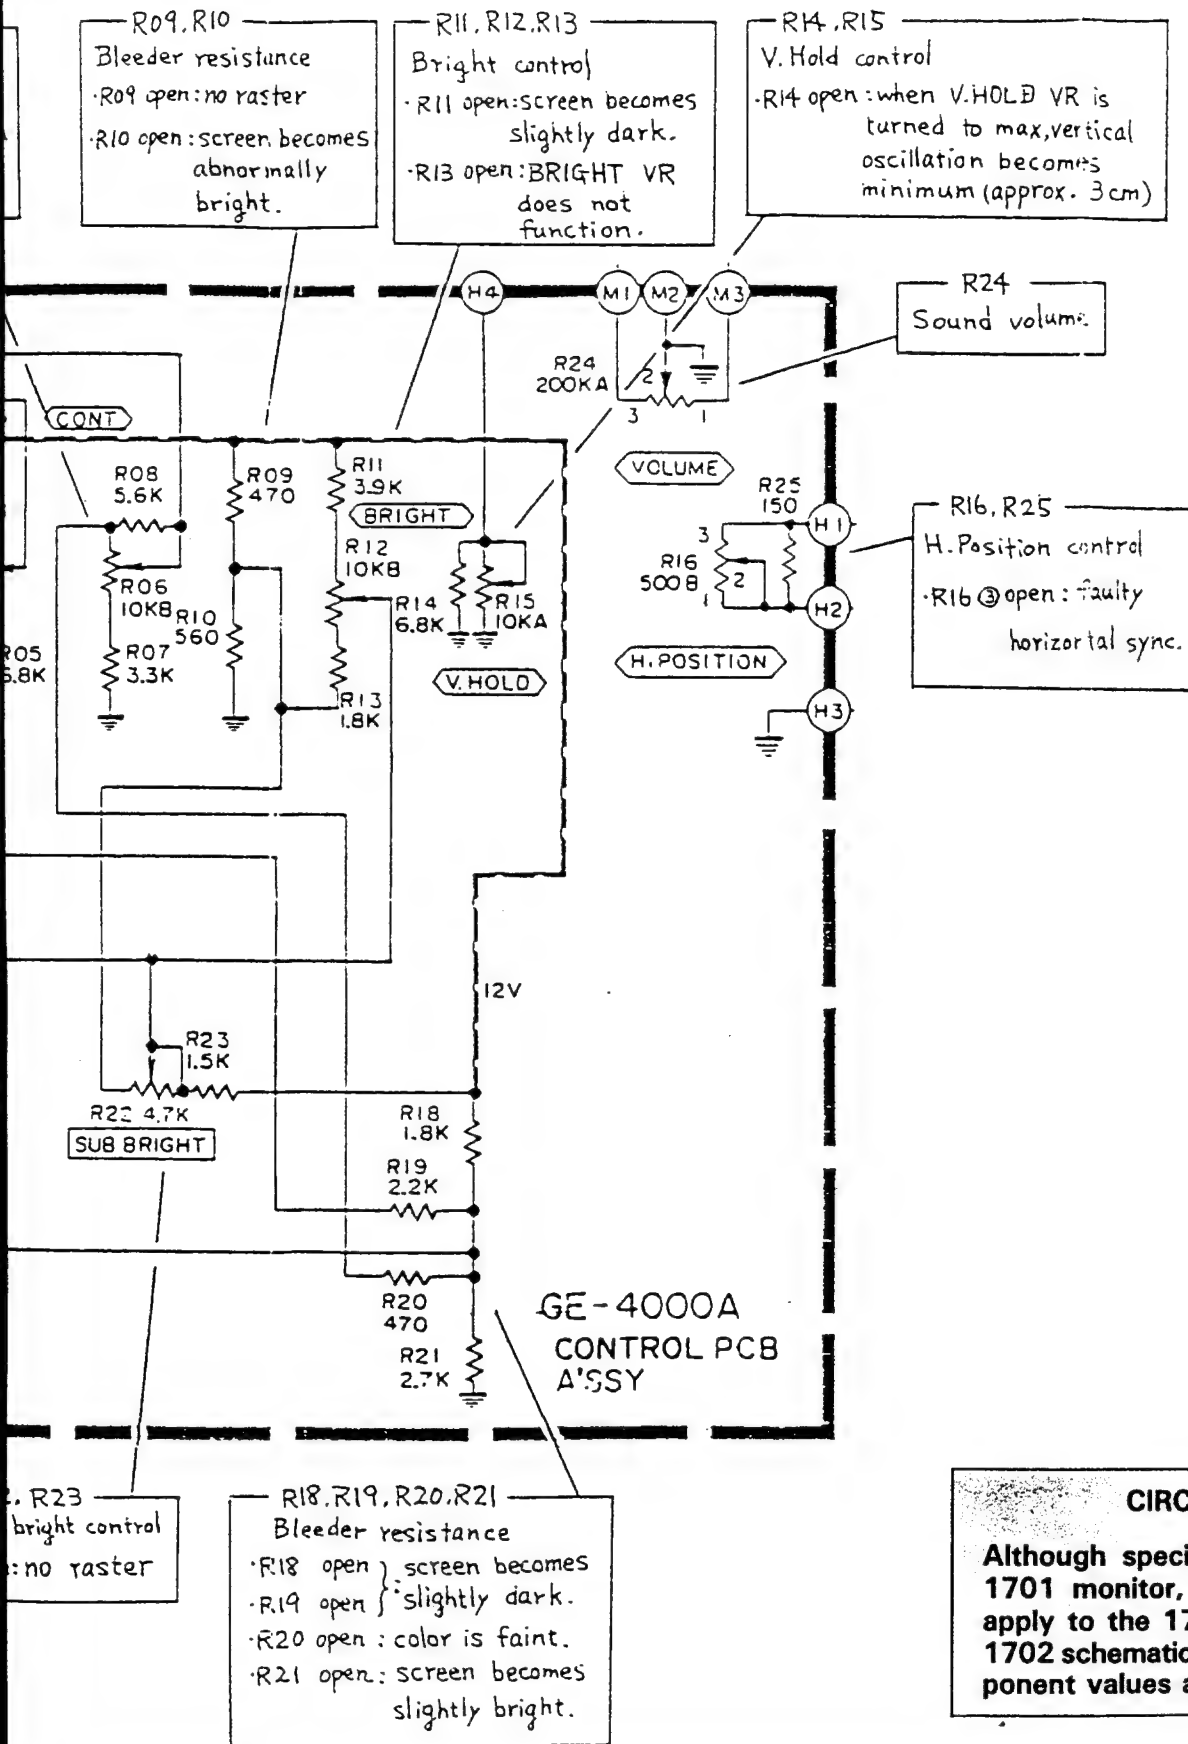 R09, R10
Bleeder resistance
·R09 open: no raster
·R10 open: screen becomes
abnormally
bright.
R11, R12, R13
Bright control
·R11 open: screen becomes
slightly dark.
·R13 open: BRIGHT VR
does not
function.
R14, R15
V. Hold control
·R14 open: when V.HOLD VR is
turned to max, vertical
oscillation becomes
minimum (approx. 3cm)
H4
M1
M2
M3
R24
Sound volume.
R24
200KA
2
3
1
VOLUME
CONT
R08
5.6K
R09
470
R11
3.9K
BRIGHT
R12
10KB
R06
10KB
R10
560
R07
3.3K
R05
R13
1.8K
R14
6.8K
R15
10KA
V. HOLD
R25
150
H1
3
R16
500B
2
1
H2
H. POSITION
H3
R16, R25
H. Position control
·R16 ③ open: faulty
horizontal sync.
12V
R23
1.5K
R22 4.7K
SUB BRIGHT
R18
1.8K
R19
2.2K
R20
470
R21
2.7K
GE-4000A
CONTROL PCB
A'SSY
R23
bright control
: no raster
R18, R19, R20, R21
Bleeder resistance
·R18 open } screen becomes
·R19 open } : slightly dark.
·R20 open: color is faint.
·R21 open: screen becomes
slightly bright.
CIRC
Although speci
1701 monitor,
apply to the 17
1702 schematic
ponent values a